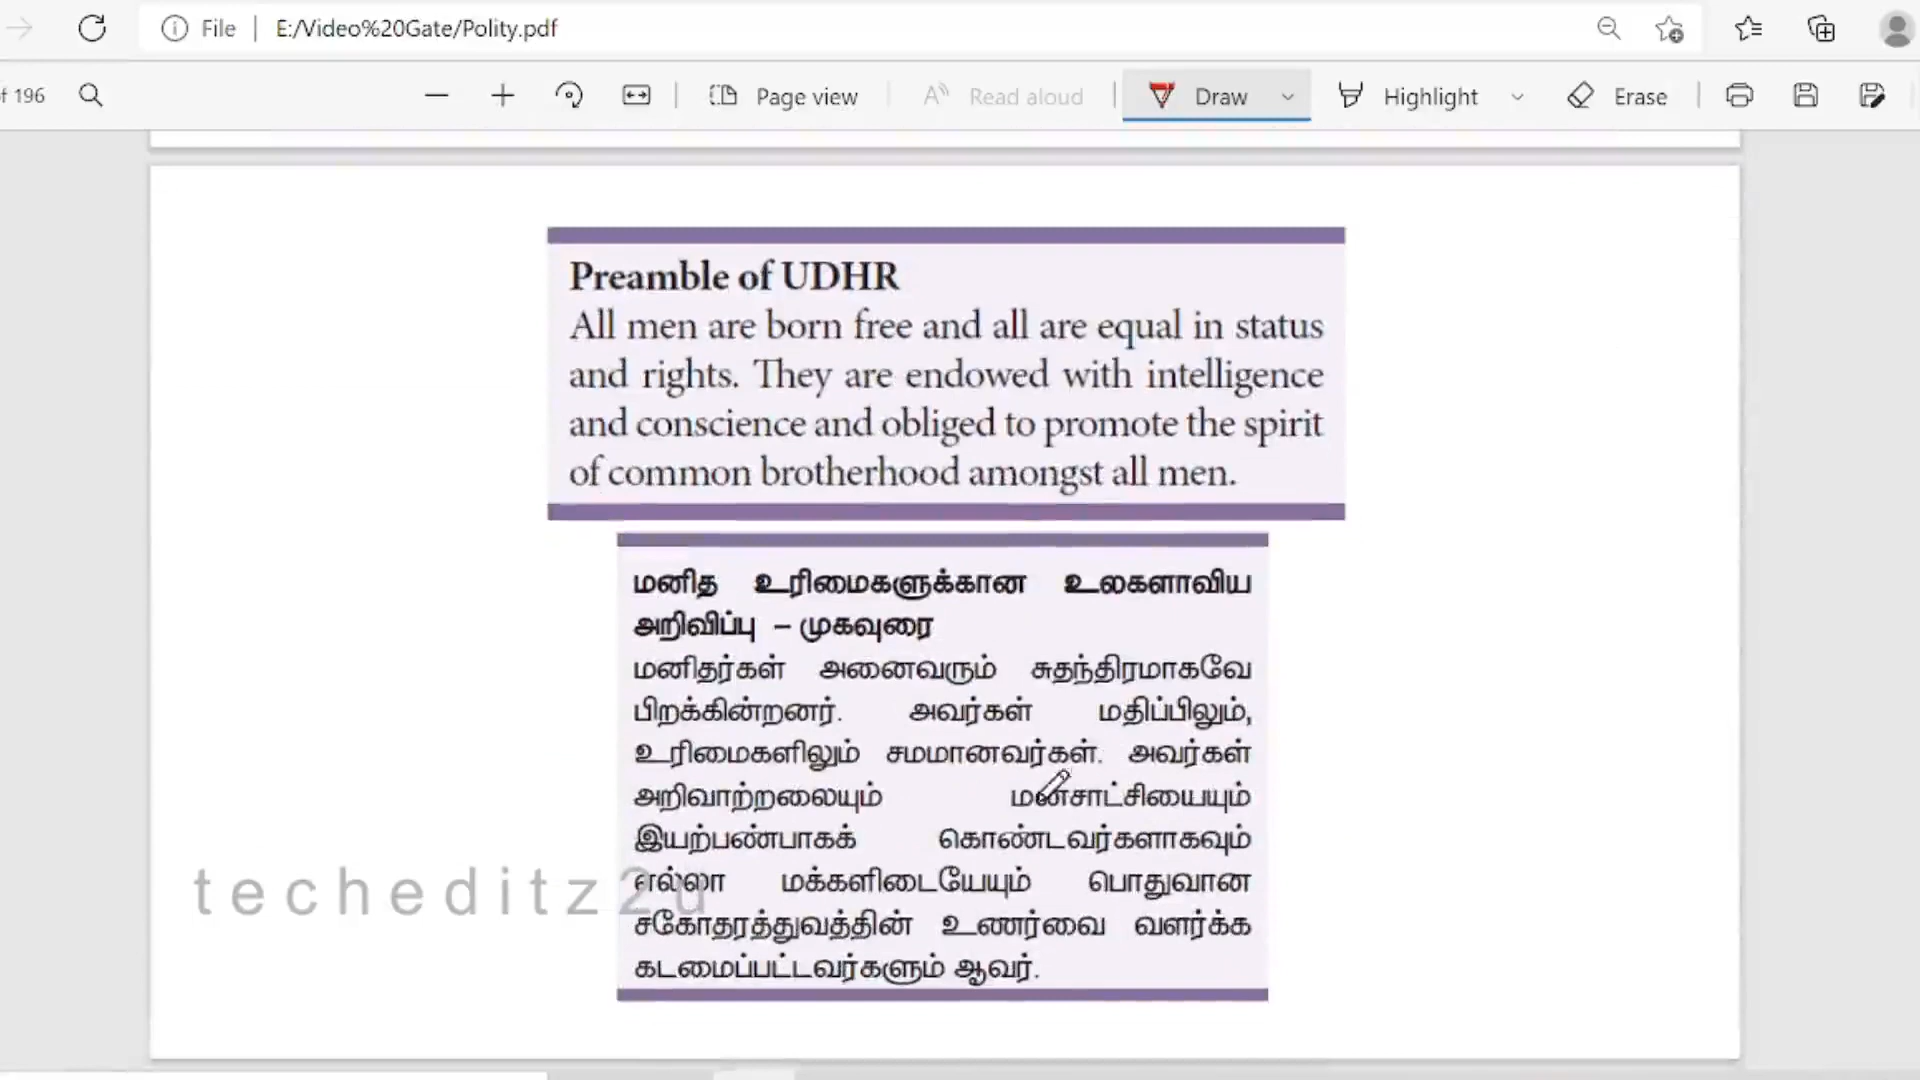 File
E:/Video%20Gate/Polity.pdf
f 196
Page view
Read aloud
Draw
Highlight
Erase
Preamble of UDHR
All men are born free and all are equal in status
and rights. They are endowed with intelligence
and conscience and obliged to promote the spirit
of common brotherhood amongst all men.
மனித உரிமைகளுக்கான உலகளாவிய
அறிவிப்பு – முகவுரை
மனிதர்கள் அனைவரும் சுதந்திரமாகவே
பிறக்கின்றனர். அவர்கள் மதிப்பிலும்,
உரிமைகளிலும் சமமானவர்கள். அவர்கள்
அறிவாற்றலையும் மனசாட்சியையும்
இயற்பண்பாகக் கொண்டவர்களாகவும்
எல்லா மக்களிடையேயும் பொதுவான
சகோதரத்துவத்தின் உணர்வை வளர்க்க
கடமைப்பட்டவர்களும் ஆவர்.
techeditz2u